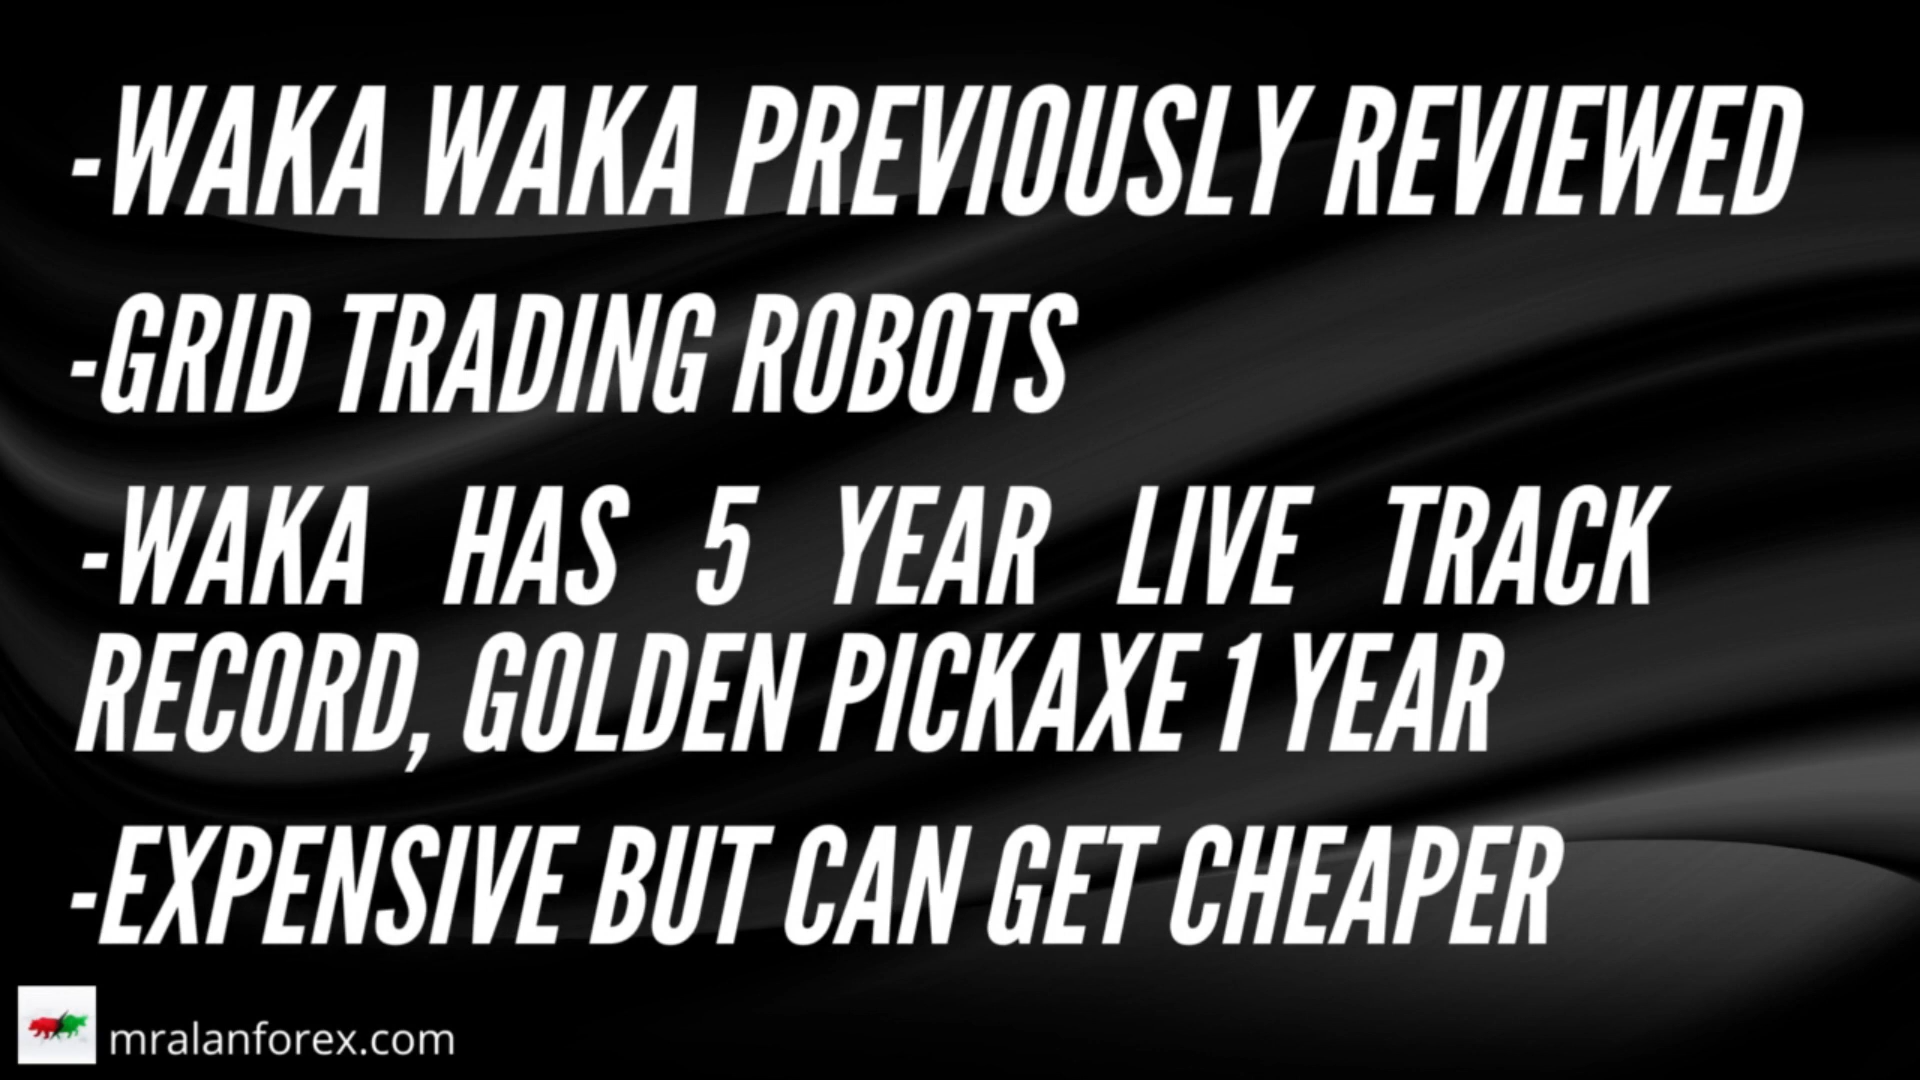 -WAKA WAKA PREVIOUSLY REVIEWED
-GRID TRADING ROBOTS
-WAKA HAS 5 YEAR LIVE TRACK
RECORD, GOLDEN PICKAXE 1 YEAR
-EXPENSIVE BUT CAN GET CHEAPER
mralanforex.com